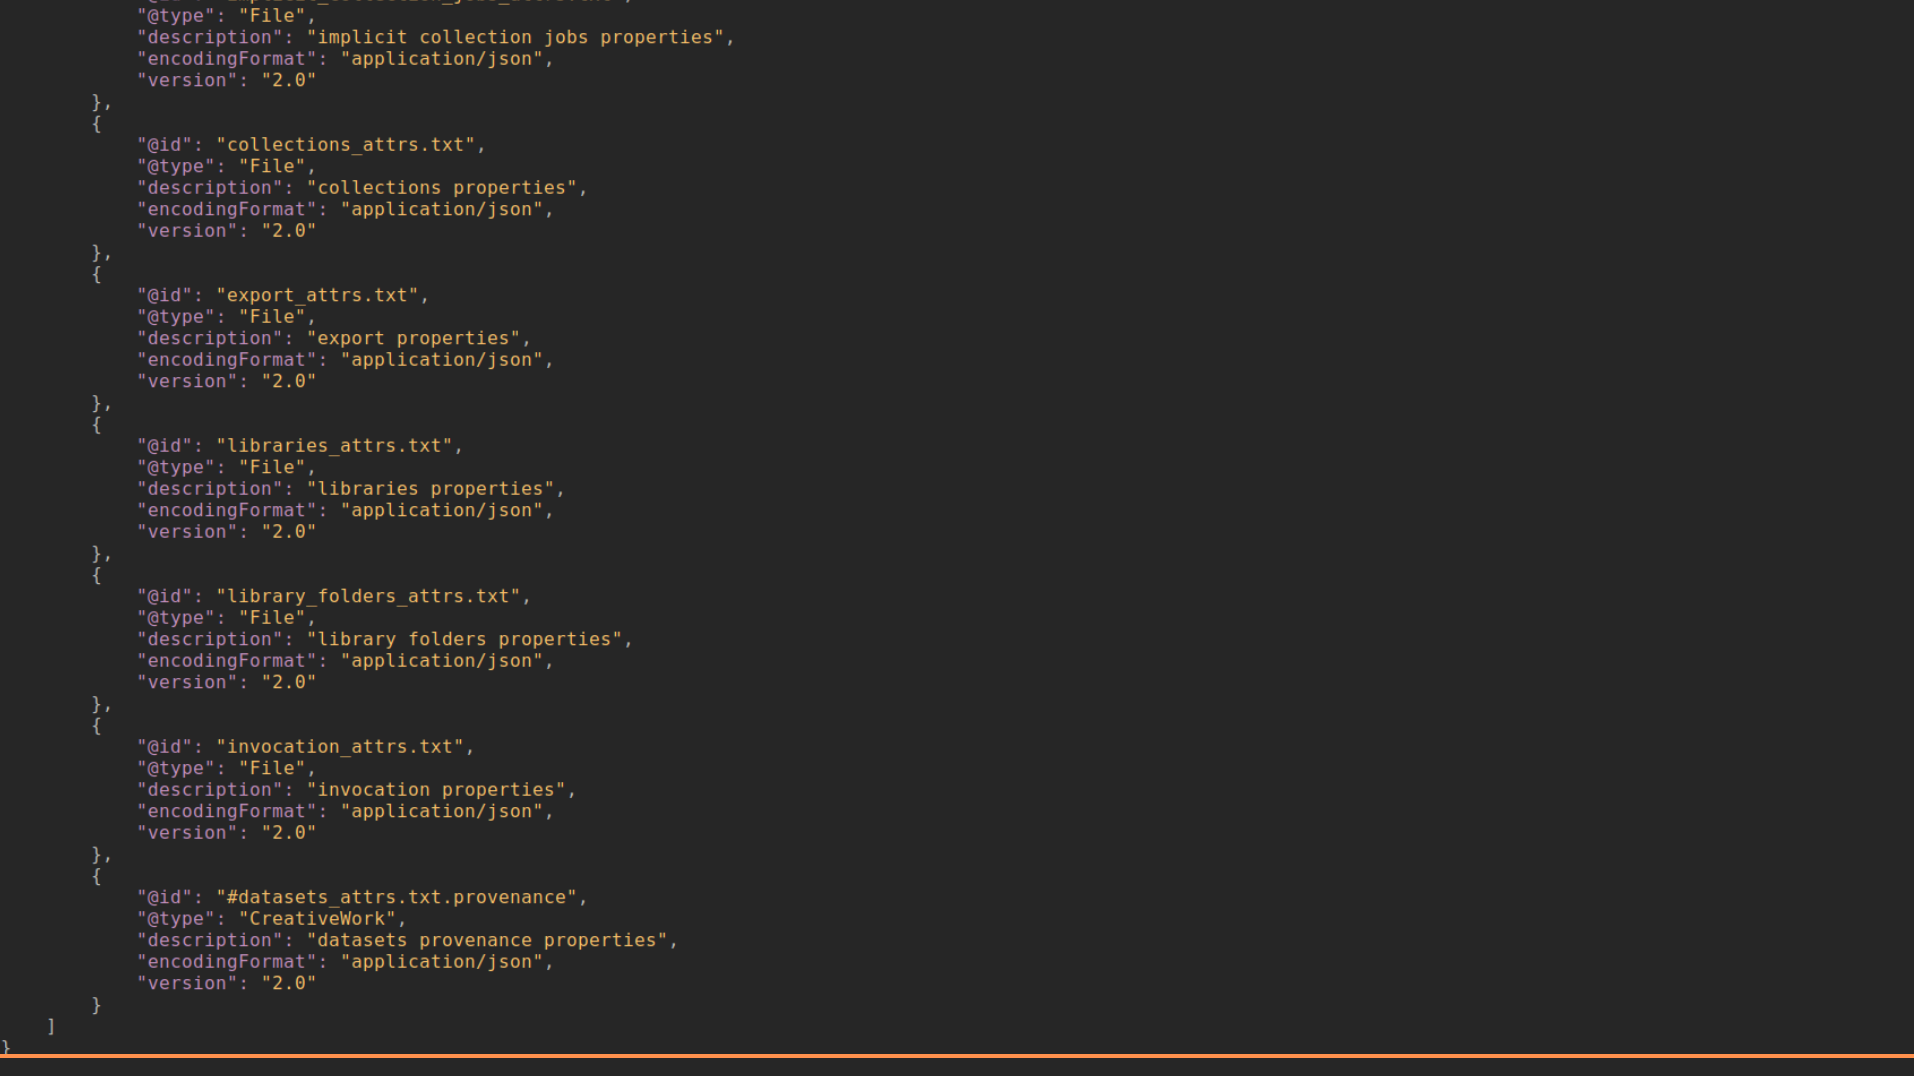 "@type": "File",
"description": "implicit collection jobs properties",
"encodingFormat": "application/json",
"version": "2.0"
},
{
"@id": "collections_attrs.txt",
"@type": "File",
"description": "collections properties",
"encodingFormat": "application/json",
"version": "2.0"
},
{
"@id": "export_attrs.txt",
"@type": "File",
"description": "export properties",
"encodingFormat": "application/json",
"version": "2.0"
},
{
"@id": "libraries_attrs.txt",
"@type": "File",
"description": "libraries properties",
"encodingFormat": "application/json",
"version": "2.0"
},
{
"@id": "library_folders_attrs.txt",
"@type": "File",
"description": "library folders properties",
"encodingFormat": "application/json",
"version": "2.0"
},
{
"@id": "invocation_attrs.txt",
"@type": "File",
"description": "invocation properties",
"encodingFormat": "application/json",
"version": "2.0"
},
{
"@id": "#datasets_attrs.txt.provenance",
"@type": "CreativeWork",
"description": "datasets provenance properties",
"encodingFormat": "application/json",
"version": "2.0"
}
]
}